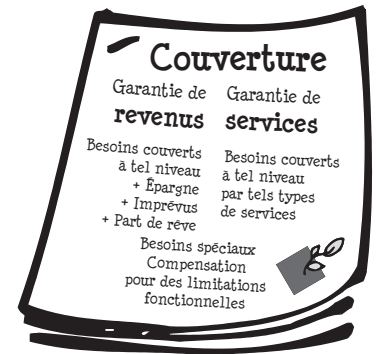 Couverture
Garantie de
revenus
Besoins couverts
à tel niveau
+ Épargne
+ Imprévus
+ Part de rêve
Garantie de
services
Besoins couverts
à tel niveau
par tels types
de services
Besoins spéciaux
Compensation
pour des limitations
fonctionnelles